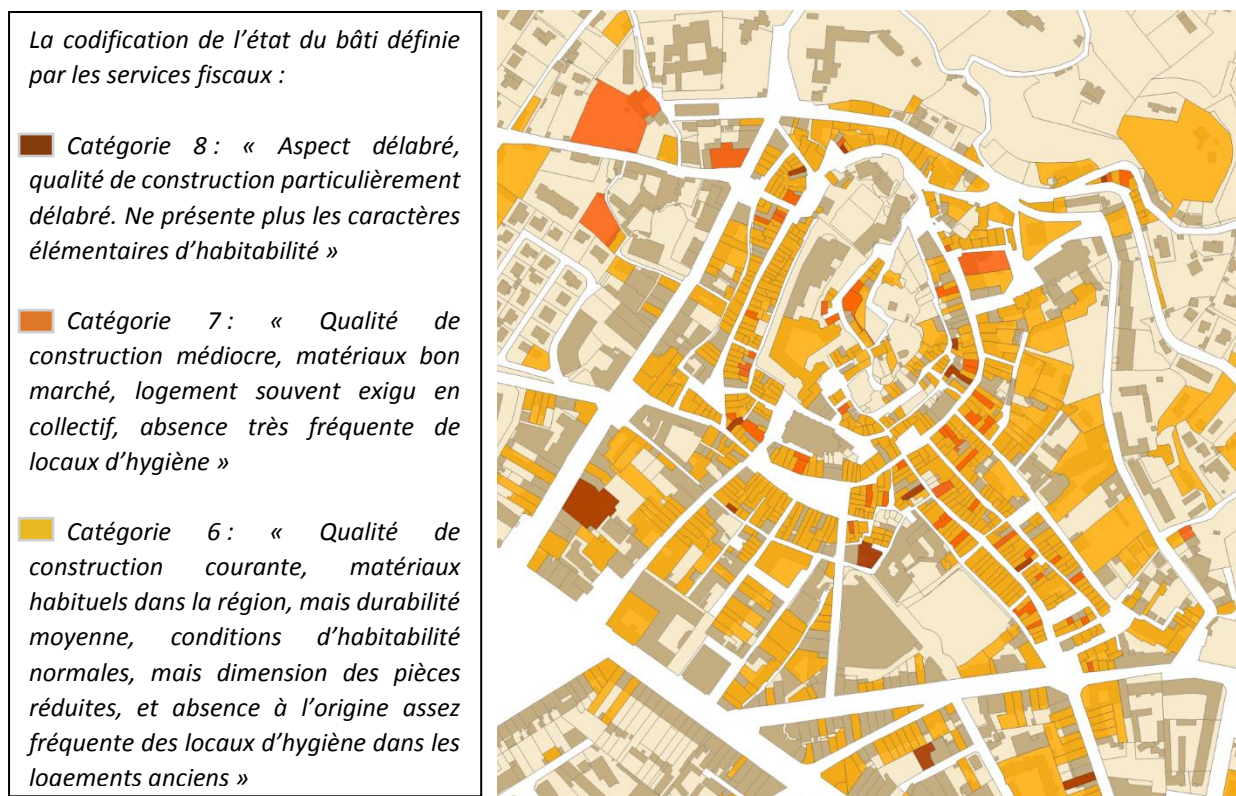 La codification de l’état du bâti définie
par les services fiscaux :
Catégorie 8 : « Aspect délabré,
qualité de construction particulièrement
délabré. Ne présente plus les caractères
élémentaires d’habitabilité »
Catégorie 7 : « Qualité de
construction médiocre, matériaux bon
marché, logement souvent exigu en
collectif, absence très fréquente de
locaux d’hygiène »
Catégorie 6 : « Qualité de
construction courante, matériaux
habituels dans la région, mais durabilité
moyenne, conditions d’habitabilité
normales, mais dimension des pièces
réduites, et absence à l’origine assez
fréquente des locaux d’hygiène dans les
logements anciens »